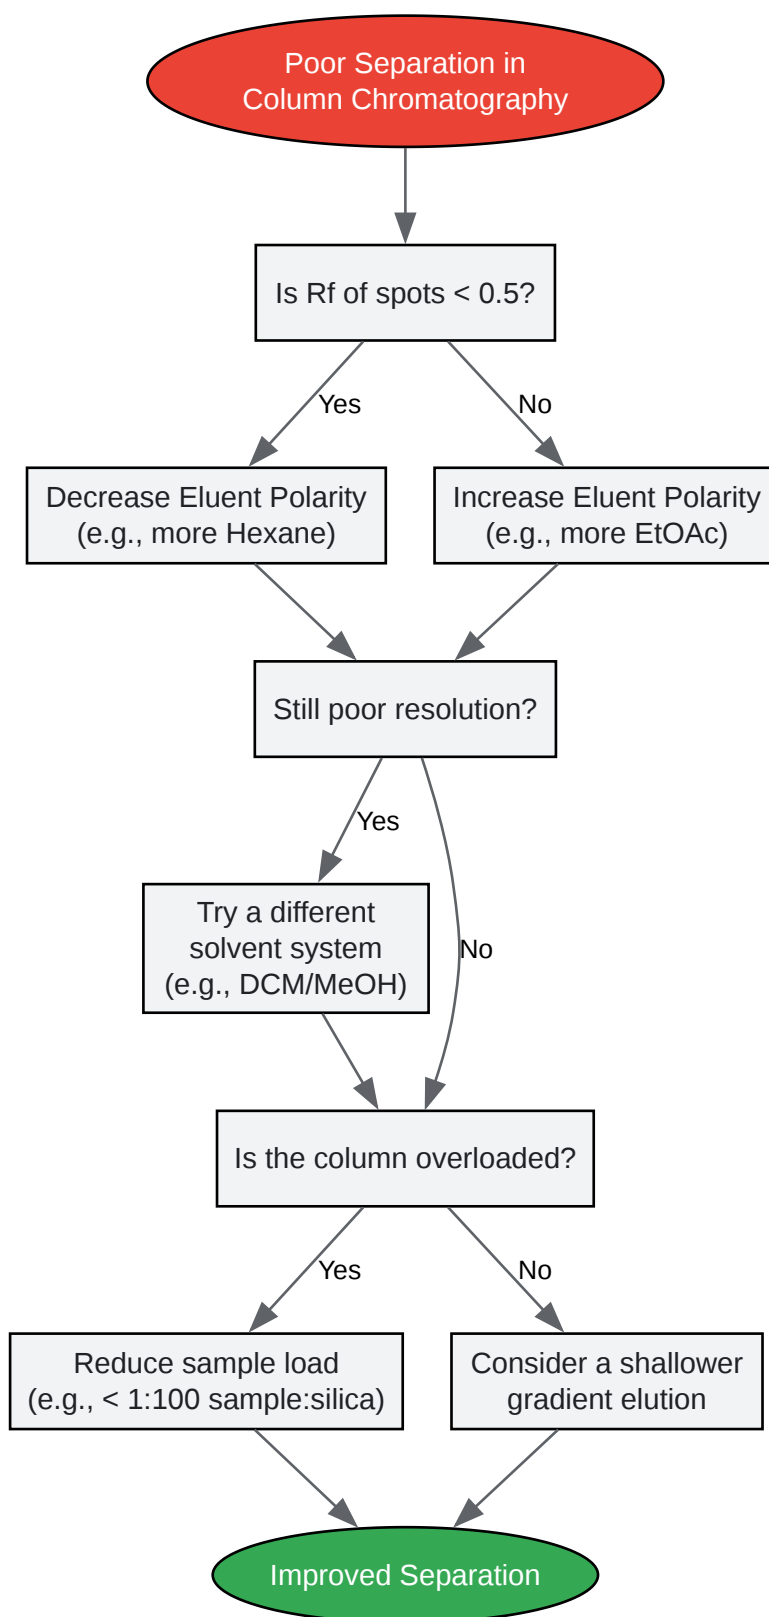 Poor Separation in
Column Chromatography
Is Rf of spots < 0.5?
Yes
No
Decrease Eluent Polarity
(e.g., more Hexane)
Increase Eluent Polarity
(e.g., more EtOAc)
Still poor resolution?
Yes
Try a different
solvent system
(e.g., DCM/MeOH)
No
Is the column overloaded?
Yes
No
Reduce sample load
(e.g., < 1:100 sample:silica)
Consider a shallower
gradient elution
Improved Separation